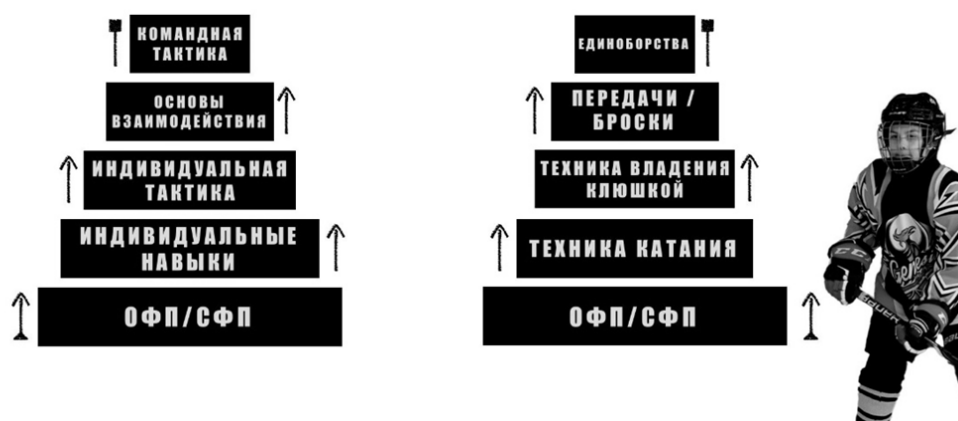 КОМАНДНАЯ
ТАКТИКА
ОСНОВЫ
ВЗАИМОДЕЙСТВИЯ
ИНДИВИДУАЛЬНАЯ
ТАКТИКА
ИНДИВИДУАЛЬНЫЕ
НАВЫКИ
ОФП/СФП
ЕДИНОБОРСТВА
ПЕРЕДАЧИ /
БРОСКИ
ТЕХНИКА ВЛАДЕНИЯ
КЛЮШКОЙ
ТЕХНИКА КАТАНИЯ
ОФП/СФП
CCM